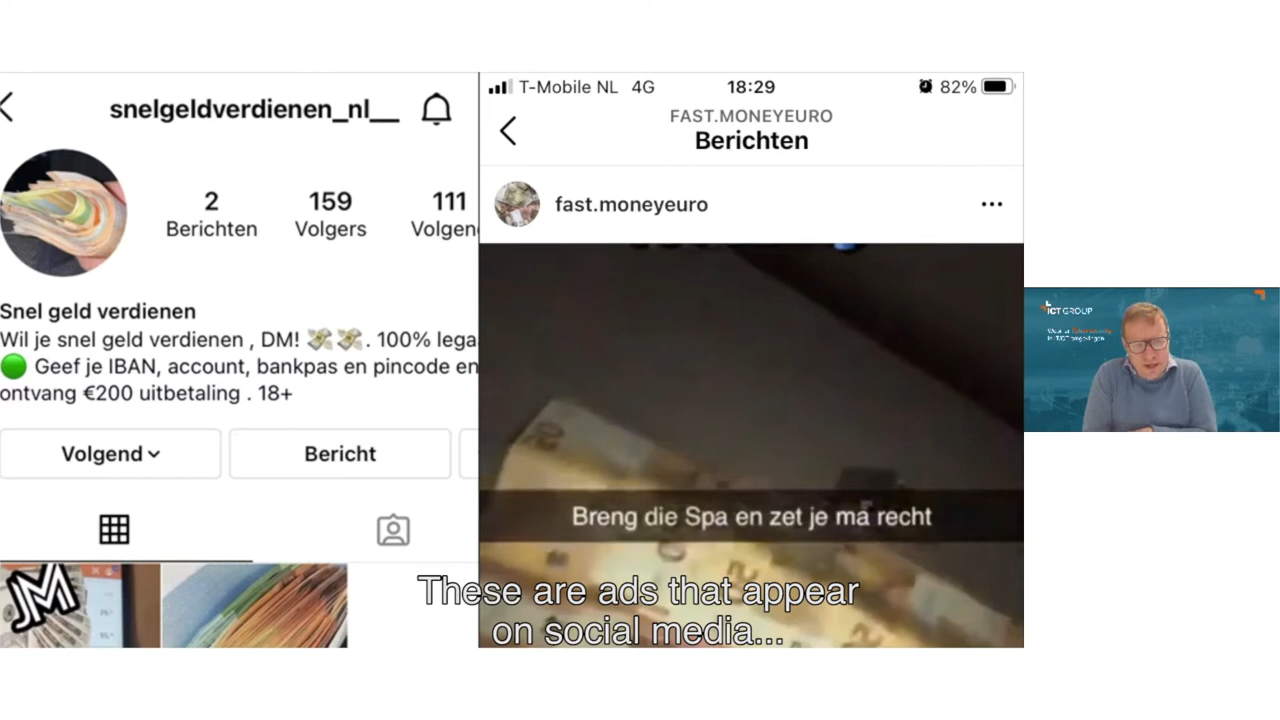 snelgeldverdienen_nl__
2 159 111
Berichten Volgers Volgen
Snel geld verdienen
Wil je snel geld verdienen , DM! 💸 💸. 100% lega
🟢 Geef je IBAN, account, bankpas en pincode en
ontvang €200 uitbetaling . 18+
Volgend
Bericht
JM
T-Mobile NL 4G 18:29 82%
FAST.MONEYEURO
Berichten
fast.moneyeuro
Breng die Spa en zet je ma recht
These are ads that appear
on social media...
ICT GROUP